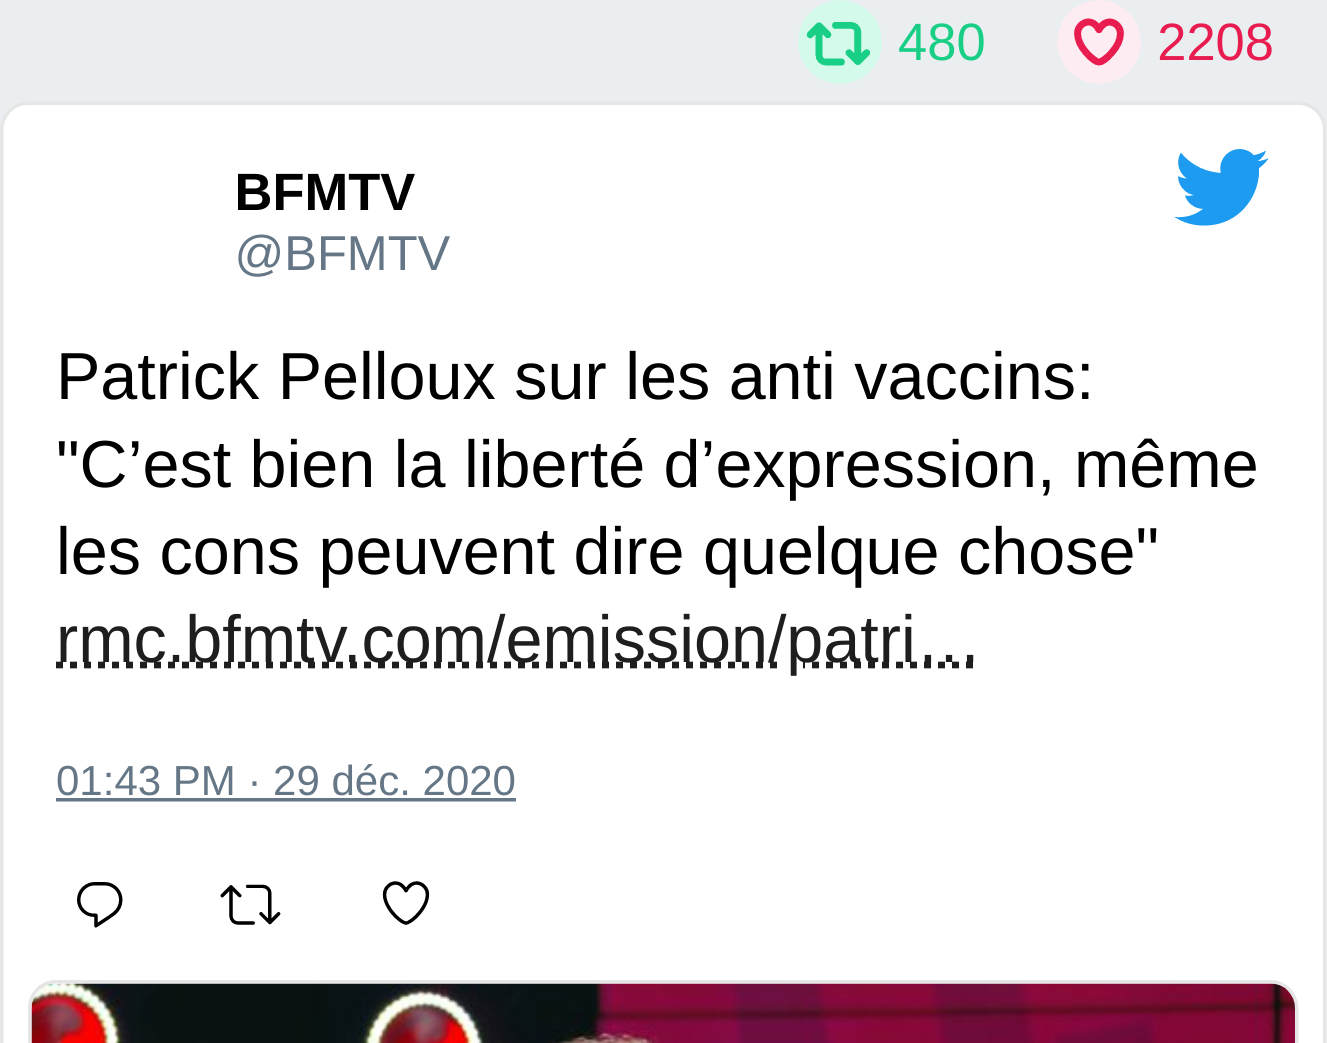 480 2208
BFMTV
@BFMTV
Patrick Pelloux sur les anti vaccins:
"C’est bien la liberté d’expression, même
les cons peuvent dire quelque chose"
rmc.bfmtv.com/emission/patri…
01:43 PM · 29 déc. 2020